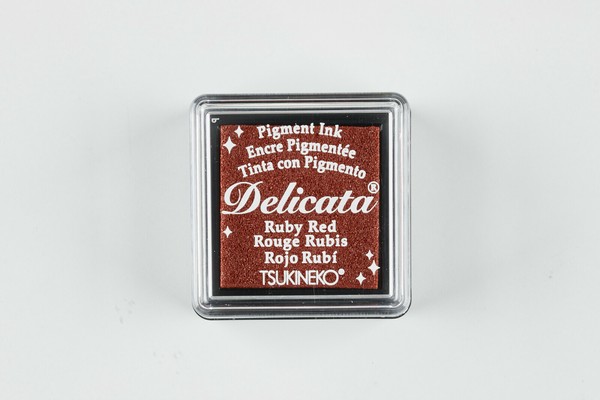 Pigment Ink
Encre Pigmentée
Tinta con Pigmento
Delicata®
Ruby Red
Rouge Rubis
Rojo Rubí
TSUKINEKO®